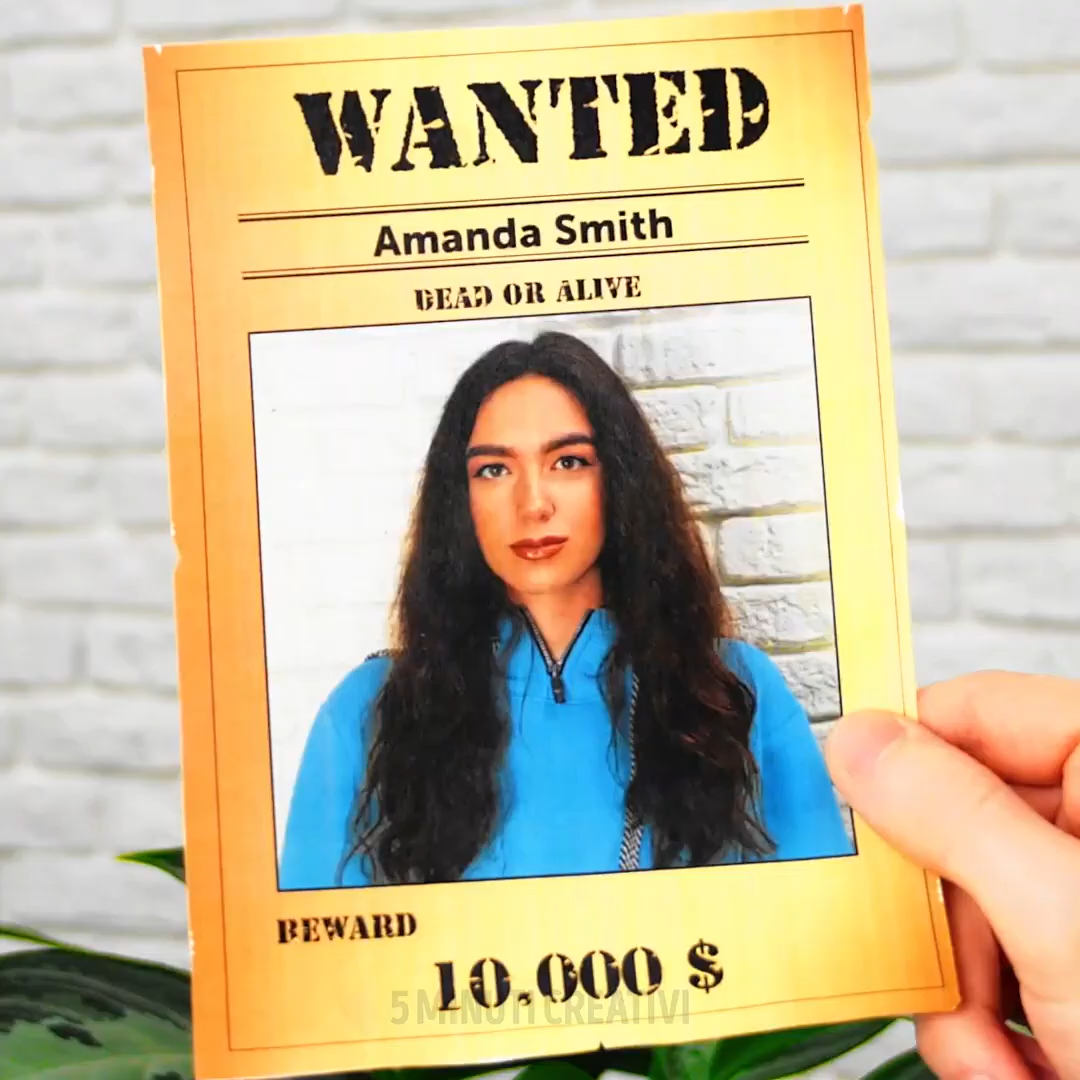 WANTED
Amanda Smith
DEAD OR ALIVE
REWARD
10.000 $
5 MINUTI CREATIVI